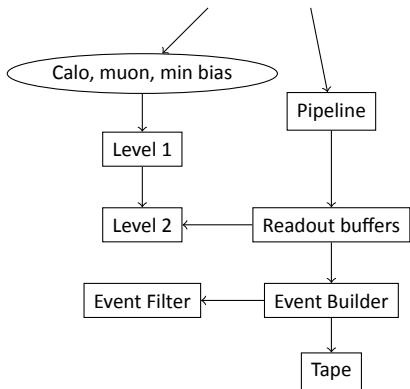 Calo, muon, min bias
Pipeline
Level 1
Level 2
Readout buffers
Event Filter
Event Builder
Tape